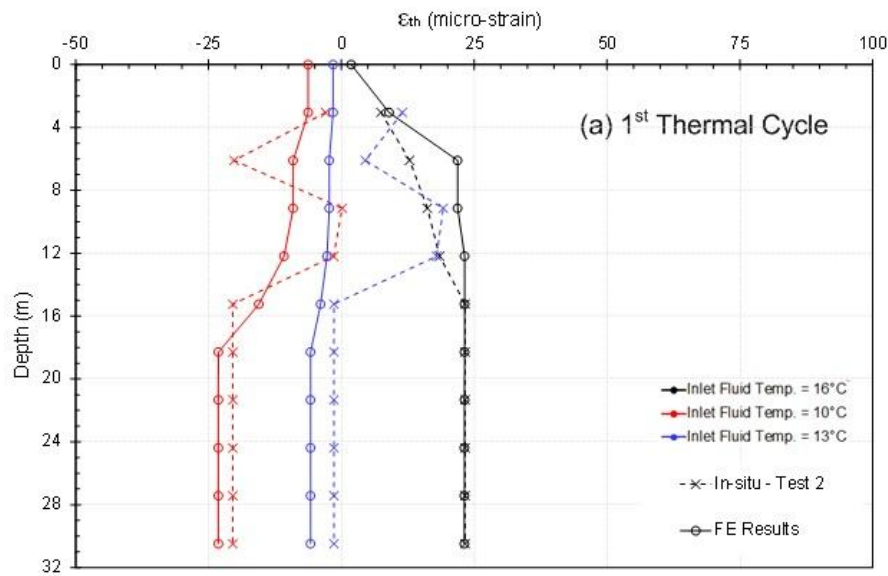 εth (micro-strain)
-50 -25 0 25 50 75 100
0
4
8
12
16
20
24
28
32
Depth (m)
(a) 1st Thermal Cycle
Inlet Fluid Temp. = 16°C
Inlet Fluid Temp. = 10°C
Inlet Fluid Temp. = 13°C
In-situ - Test 2
FE Results